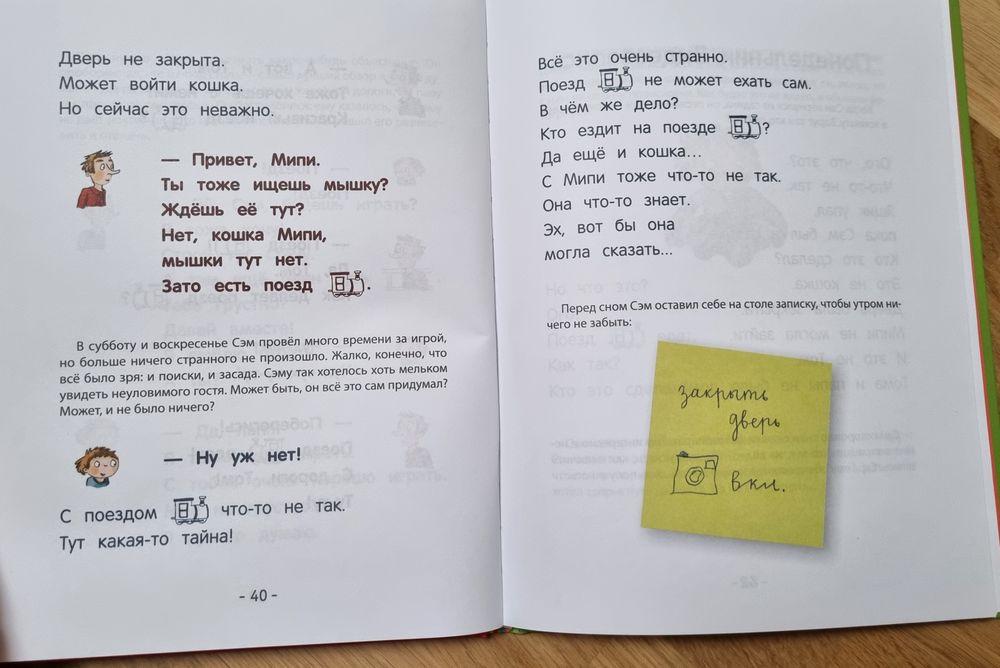 Дверь не закрыта.
Может войти кошка.
Но сейчас это неважно.
— Привет, Мипи.
Ты тоже ищешь мышку?
Ждёшь её тут?
Нет, кошка Мипи,
мышки тут нет.
Зато есть поезд .
В субботу и воскресенье Сэм провёл много времени за игрой,
но больше ничего странного не произошло. Жалко, конечно, что
всё было зря: и поиски, и засада. Сэму так хотелось хоть мельком
увидеть неуловимого гостя. Может быть, он всё это сам придумал?
Может, и не было ничего?
— Ну уж нет!
С поездом что-то не так.
Тут какая-то тайна!
- 40 -
Всё это очень странно.
Поезд не может ехать сам.
В чём же дело?
Кто ездит на поезде ?
Да ещё и кошка...
С Мипи тоже что-то не так.
Она что-то знает.
Эх, вот бы она
могла сказать...
Перед сном Сэм оставил себе на столе записку, чтобы утром ни-
чего не забыть:
закрыть
дверь
вкл.